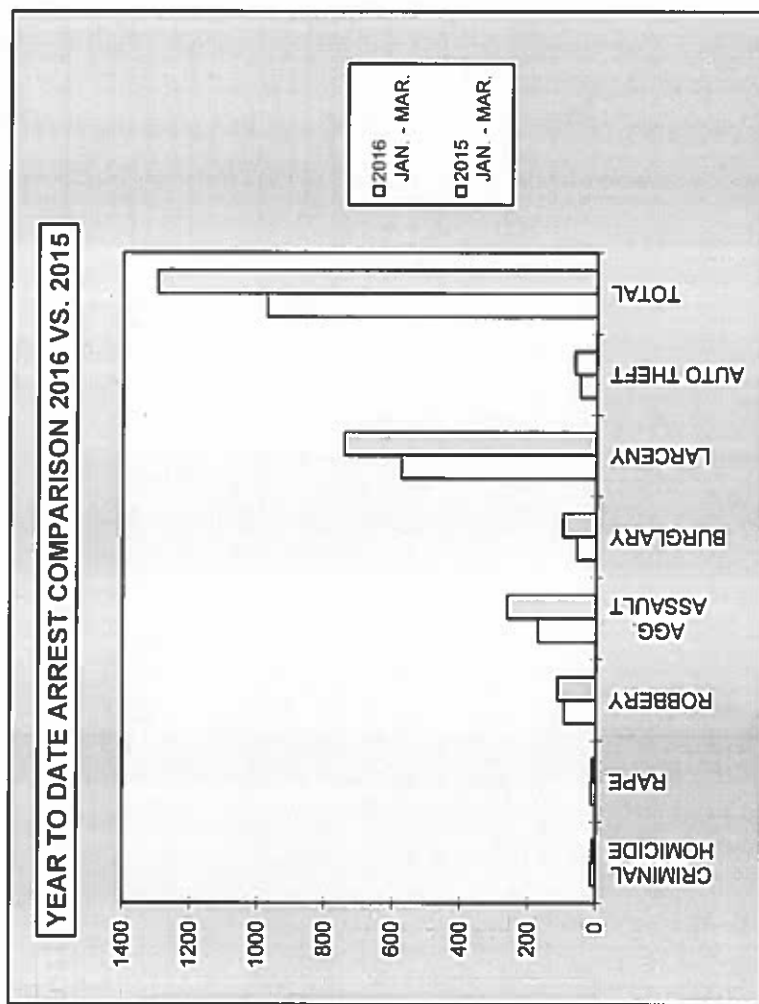 YEAR TO DATE ARREST COMPARISON 2016 VS. 2015
1400
1200
1000
800
600
400
200
0
CRIMINAL
HOMICIDE
RAPE
ROBBERY
AGG.
ASSAULT
BURGLARY
LARCENY
AUTO THEFT
TOTAL
2016
JAN. - MAR.
2015
JAN. - MAR.